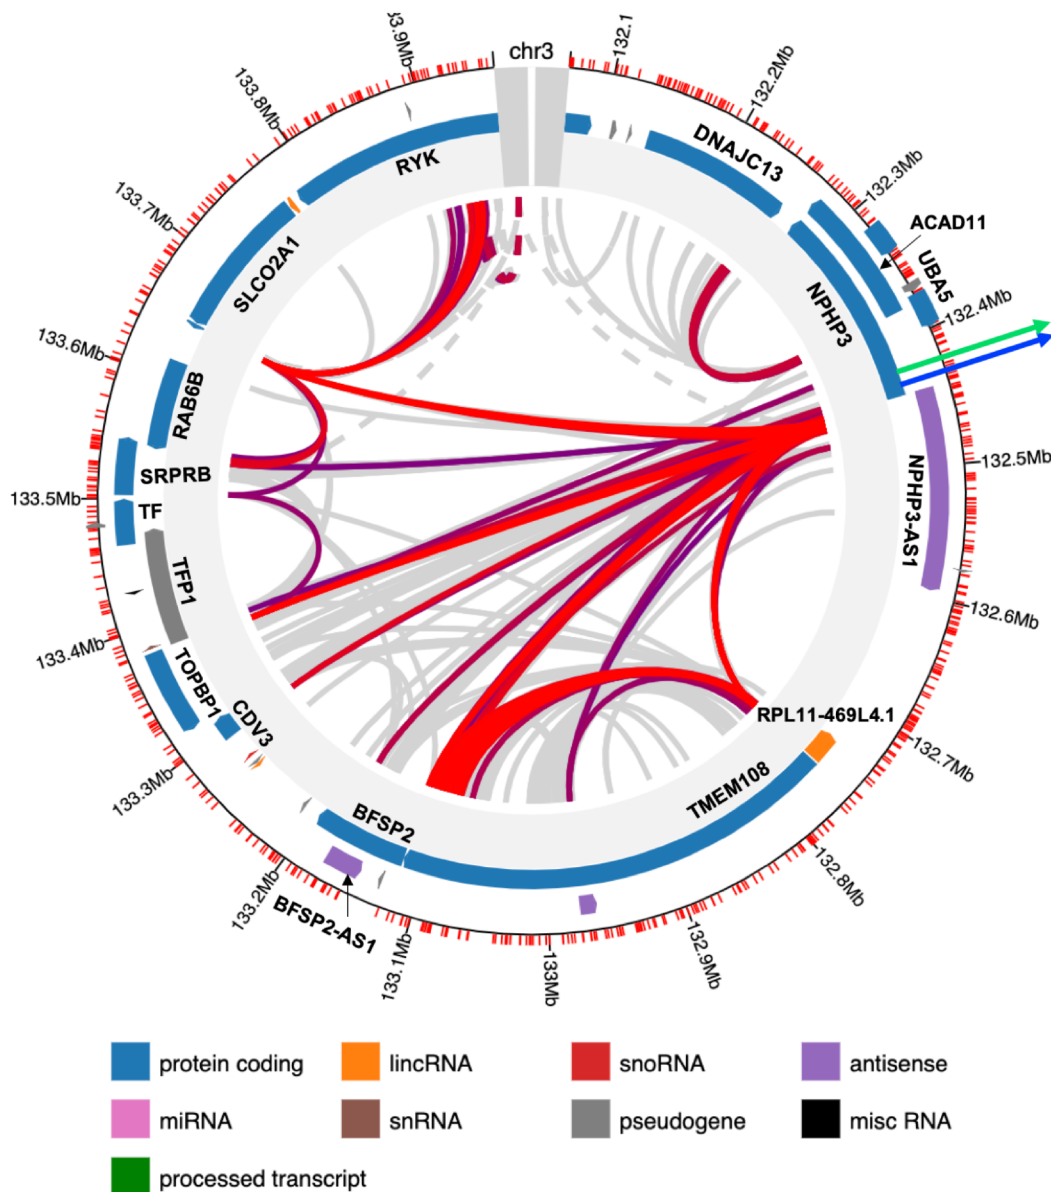 chr3
132.1
132.2Mb
132.3Mb
132.4Mb
132.5Mb
132.6Mb
132.7Mb
132.8Mb
132.9Mb
133Mb
133.1Mb
133.2Mb
133.3Mb
133.4Mb
133.5Mb
133.6Mb
133.7Mb
133.8Mb
33.9Mb
DNAJC13
ACAD11
UBA5
NPHP3
NPHP3-AS1
RPL11-469L4.1
TMEM108
BFSP2
BFSP2-AS1
CDV3
TOPBP1
TFP1
TF
SRPRB
RAB6B
SLCO2A1
RYK
protein coding
lincRNA
snoRNA
antisense
miRNA
snRNA
pseudogene
misc RNA
processed transcript